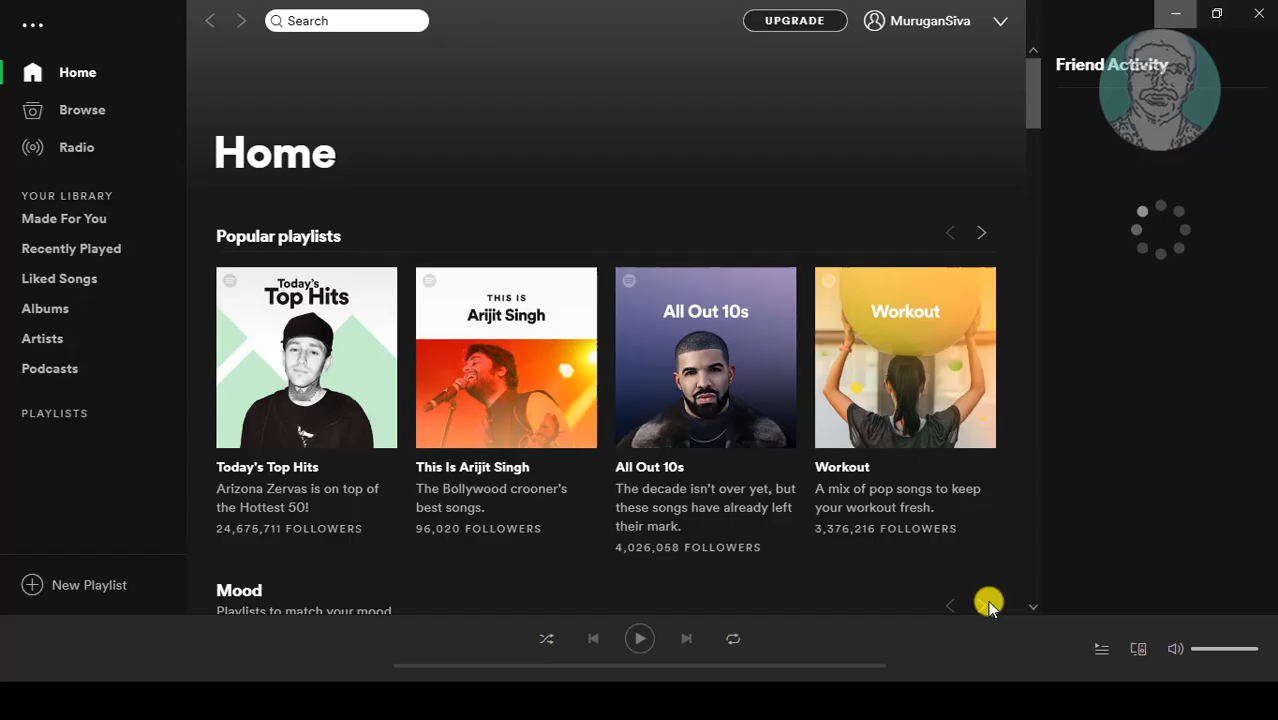 Search
UPGRADE
MuruganSiva
Friend Activity
Home
Browse
Radio
YOUR LIBRARY
Made For You
Recently Played
Liked Songs
Albums
Artists
Podcasts
PLAYLISTS
New Playlist
Home
Popular playlists
Today's
Top Hits
THIS IS
Arijit Singh
All Out 10s
Workout
Today's Top Hits
Arizona Zervas is on top of
the Hottest 50!
24,675,711 FOLLOWERS
This Is Arijit Singh
The Bollywood crooner's
best songs.
96,020 FOLLOWERS
All Out 10s
The decade isn't over yet, but
these songs have already left
their mark.
4,026,058 FOLLOWERS
Workout
A mix of pop songs to keep
your workout fresh.
3,376,216 FOLLOWERS
Mood
Playlists to match your mood